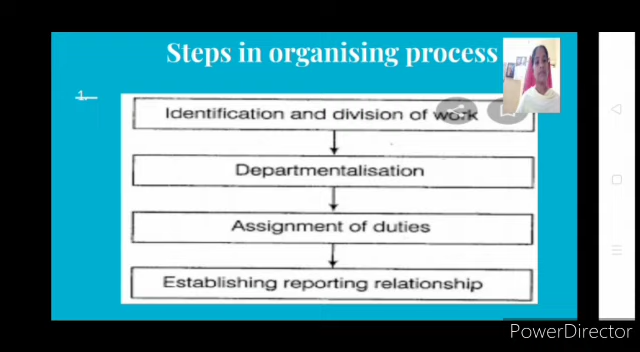 Steps in organising process
1.
Identification and division of work
Departmentalisation
Assignment of duties
Establishing reporting relationship
PowerDirector